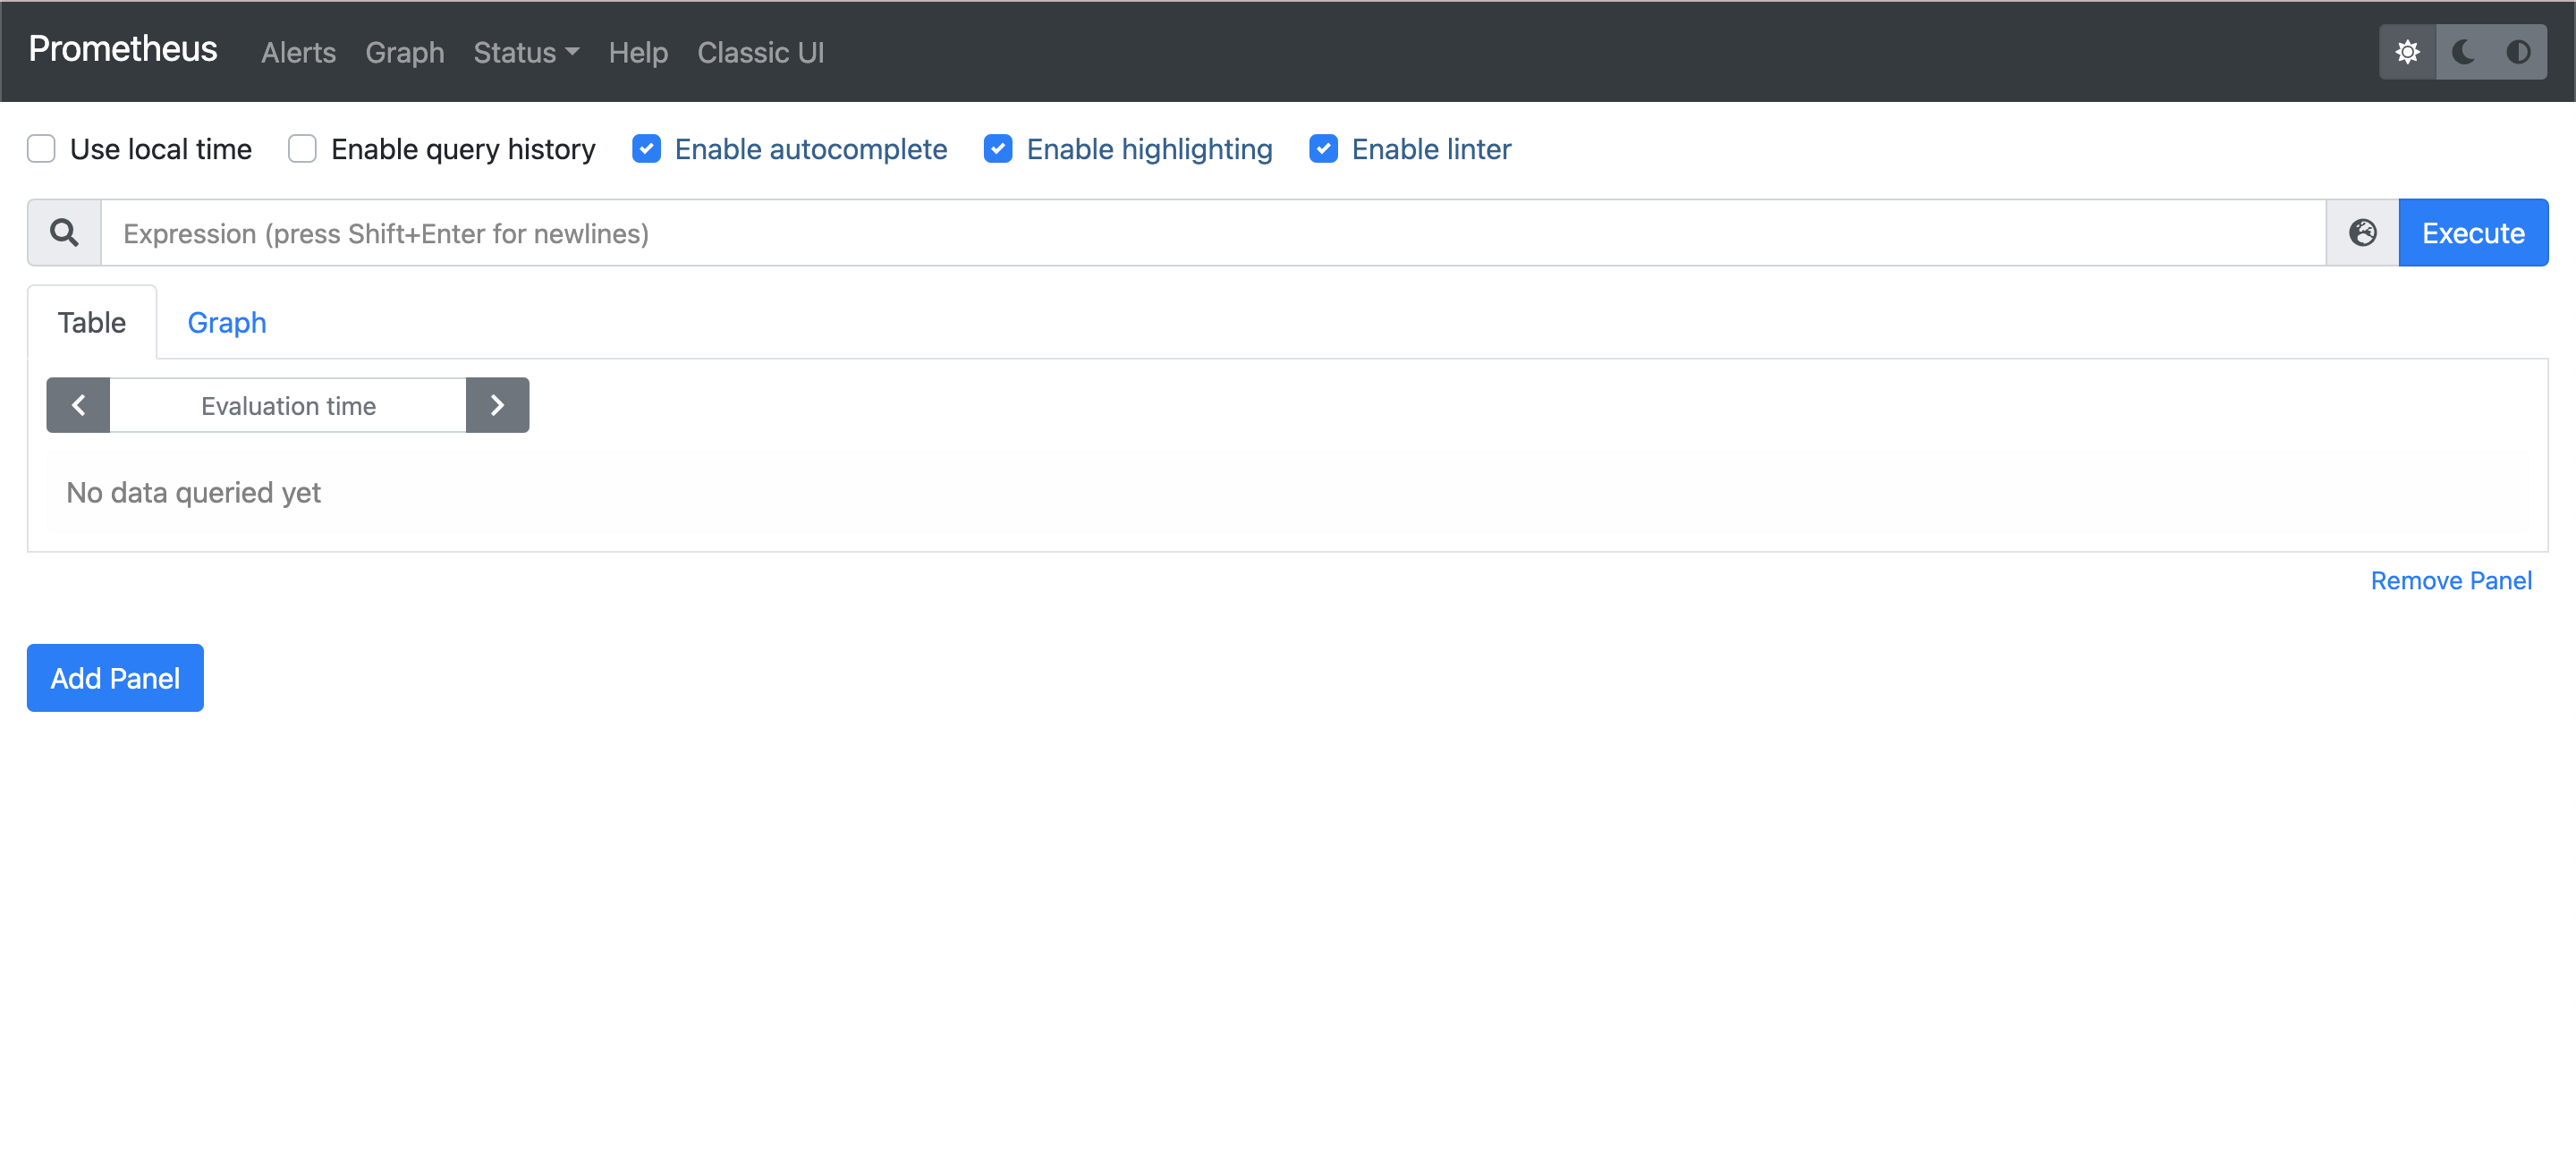 Prometheus Alerts Graph Status Help Classic UI
Use local time Enable query history Enable autocomplete Enable highlighting Enable linter
Expression (press Shift+Enter for newlines) Execute
Table Graph
Evaluation time
No data queried yet
Remove Panel
Add Panel